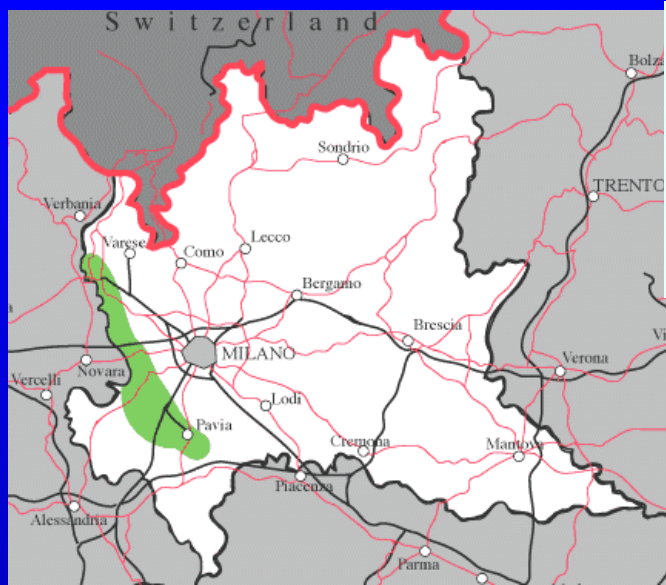 Switzerland
Sondrio
TRENTO
Verbania
Varese
Como
Lecco
Bergamo
Brescia
MILANO
Verona
Novara
Vercelli
Lodi
Pavia
Cremona
Mantova
Piacenza
Alessandria
Parma